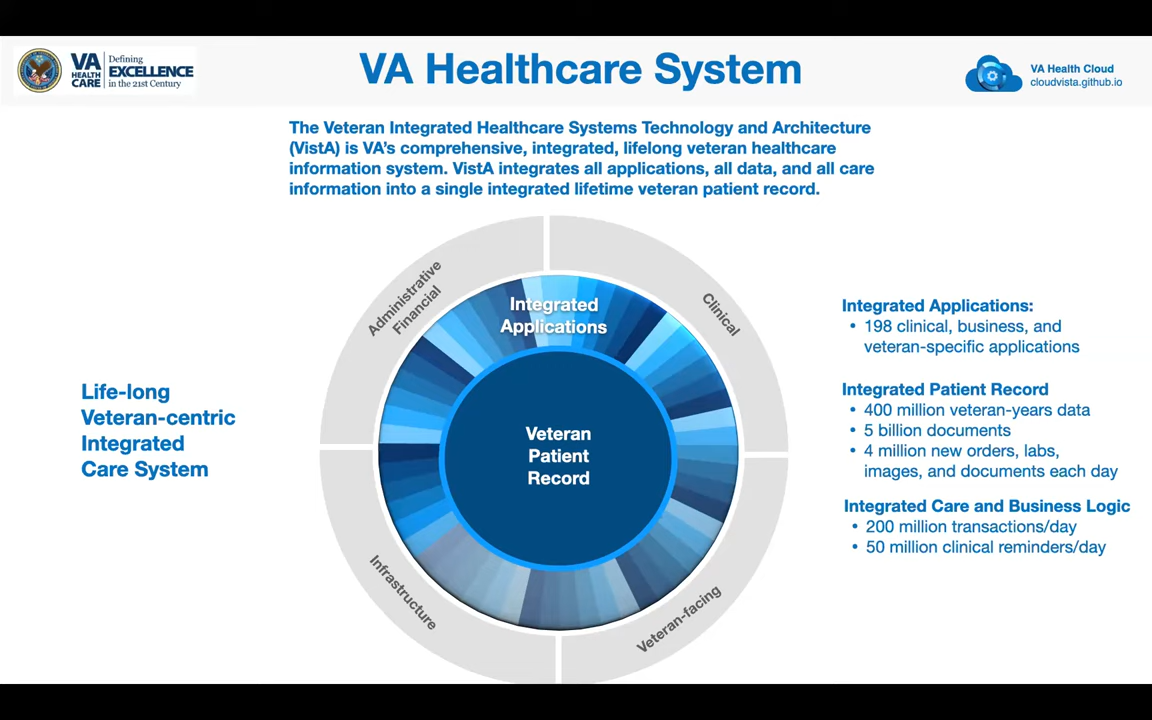 VA
HEALTH
CARE
Defining
EXCELLENCE
in the 21st Century
VA Healthcare System
VA Health Cloud
cloudvista.github.io
The Veteran Integrated Healthcare Systems Technology and Architecture
(VistA) is VA’s comprehensive, integrated, lifelong veteran healthcare
information system. VistA integrates all applications, all data, and all care
information into a single integrated lifetime veteran patient record.
Life-long
Veteran-centric
Integrated
Care System
Administrative
Financial
Clinical
Integrated
Applications
Veteran
Patient
Record
Infrastructure
Veteran-facing
Integrated Applications:
• 198 clinical, business, and
veteran-specific applications
Integrated Patient Record
• 400 million veteran-years data
• 5 billion documents
• 4 million new orders, labs,
images, and documents each day
Integrated Care and Business Logic
• 200 million transactions/day
• 50 million clinical reminders/day